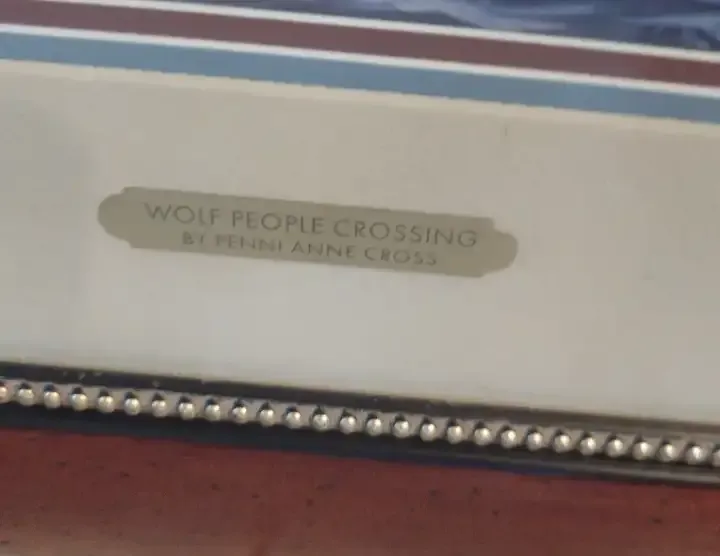 WOLF PEOPLE CROSSING
BY PENNI ANNE CROSS